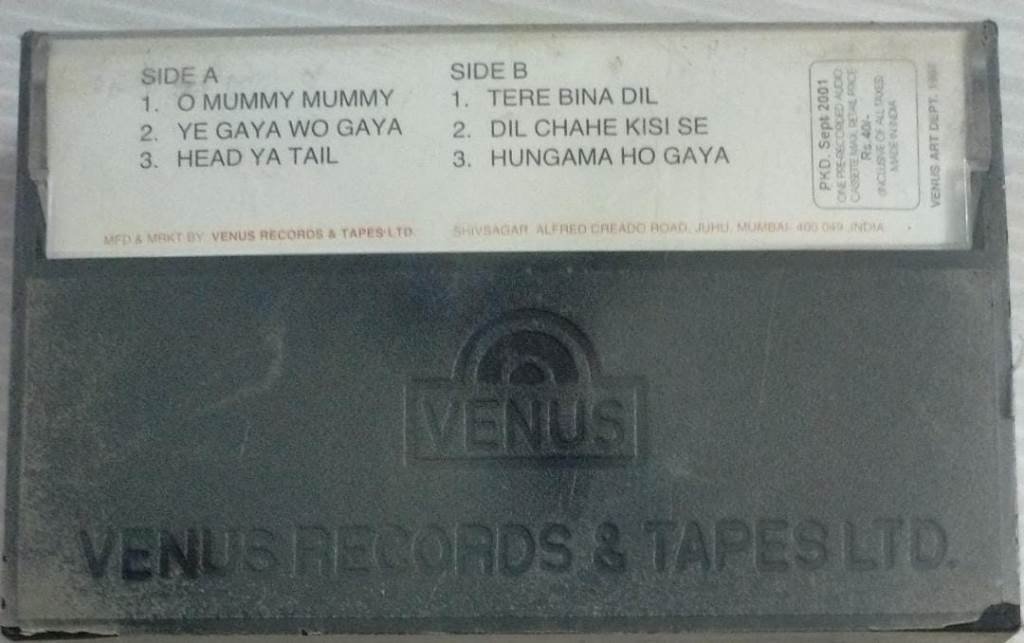 SIDE A
1. O MUMMY MUMMY
2. YE GAYA WO GAYA
3. HEAD YA TAIL
SIDE B
1. TERE BINA DIL
2. DIL CHAHE KISI SE
3. HUNGAMA HO GAYA
PKD. Sept 2001
ONE PRE-RECORDED AUDIO
CASSETTE MAX. RETAIL PRICE
Rs. 40/-
(INCLUSIVE OF ALL TAXES)
MADE IN INDIA
VENUS ART DEPT.
MFD & MRKT BY VENUS RECORDS & TAPES LTD. SHIVSAGAR ALFRED CREADO ROAD, JUHU, MUMBAI- 400 049 .INDIA
VENUS
VENUS RECORDS & TAPES LTD.